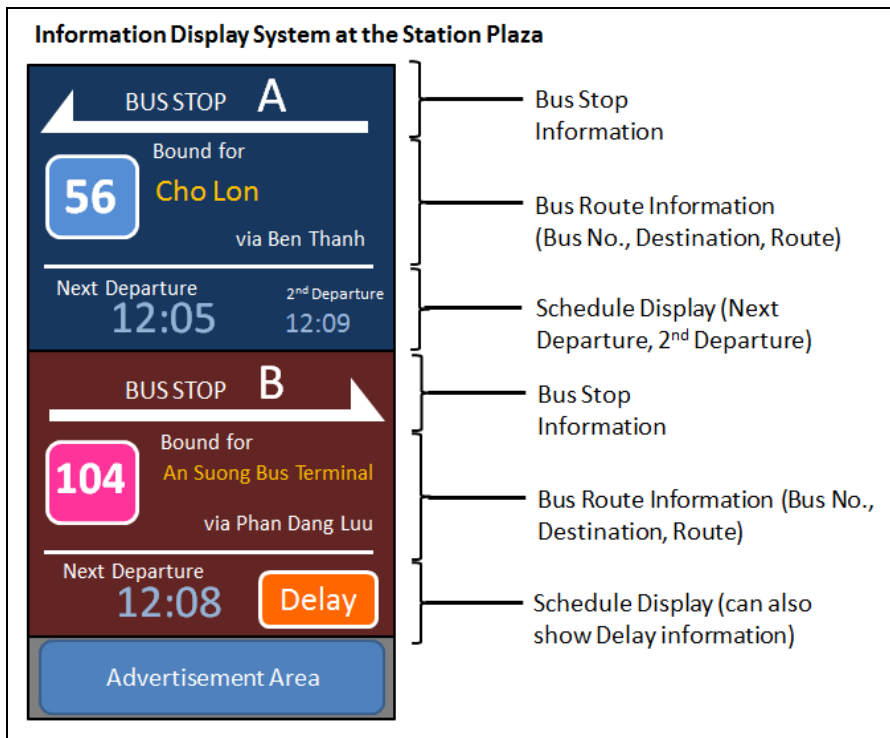 Information Display System at the Station Plaza
BUS STOP A
Bound for
56
Cho Lon
via Ben Thanh
Next Departure
2nd Departure
12:05
12:09
BUS STOP B
Bound for
104
An Suong Bus Terminal
via Phan Dang Luu
Next Departure
12:08
Delay
Advertisement Area
Bus Stop
Information
Bus Route Information
(Bus No., Destination, Route)
Schedule Display (Next
Departure, 2nd Departure)
Bus Stop
Information
Bus Route Information (Bus No.,
Destination, Route)
Schedule Display (can also
show Delay information)